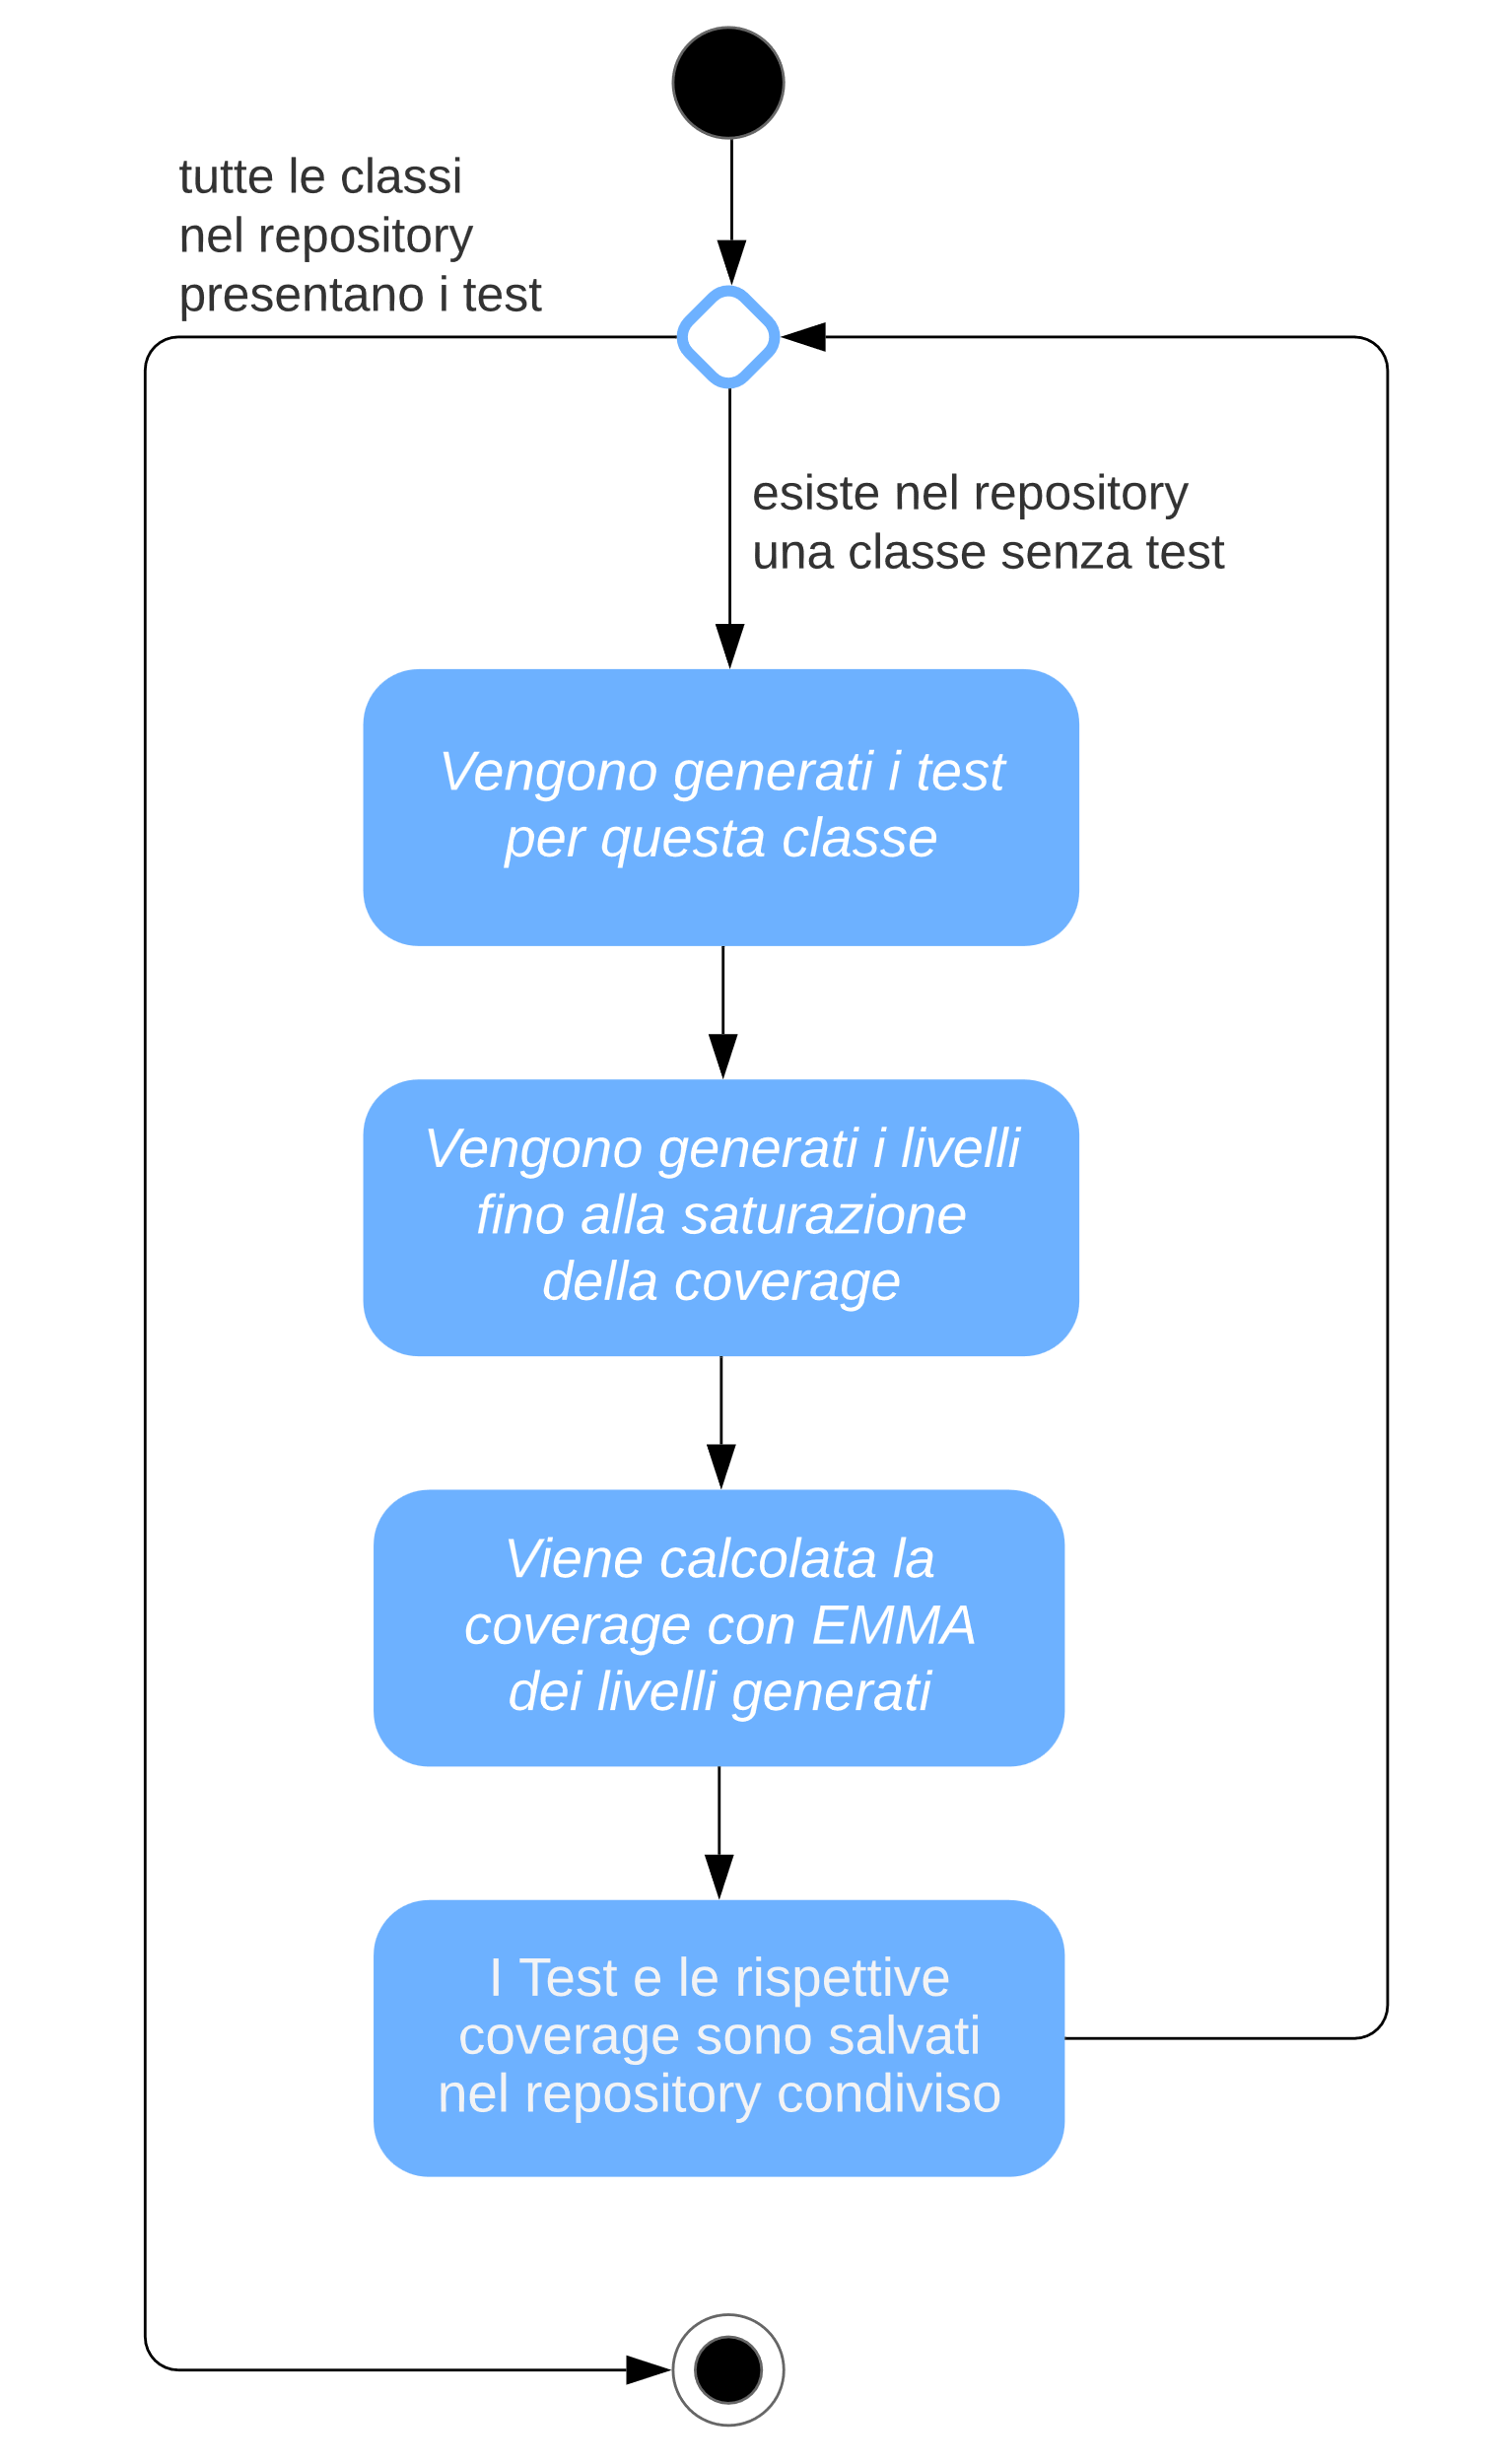 tutte le classi
nel repository
presentano i test
esiste nel repository
una classe senza test
Vengono generati i test
per questa classe
Vengono generati i livelli
fino alla saturazione
della coverage
Viene calcolata la
coverage con EMMA
dei livelli generati
I Test e le rispettive
coverage sono salvati
nel repository condiviso